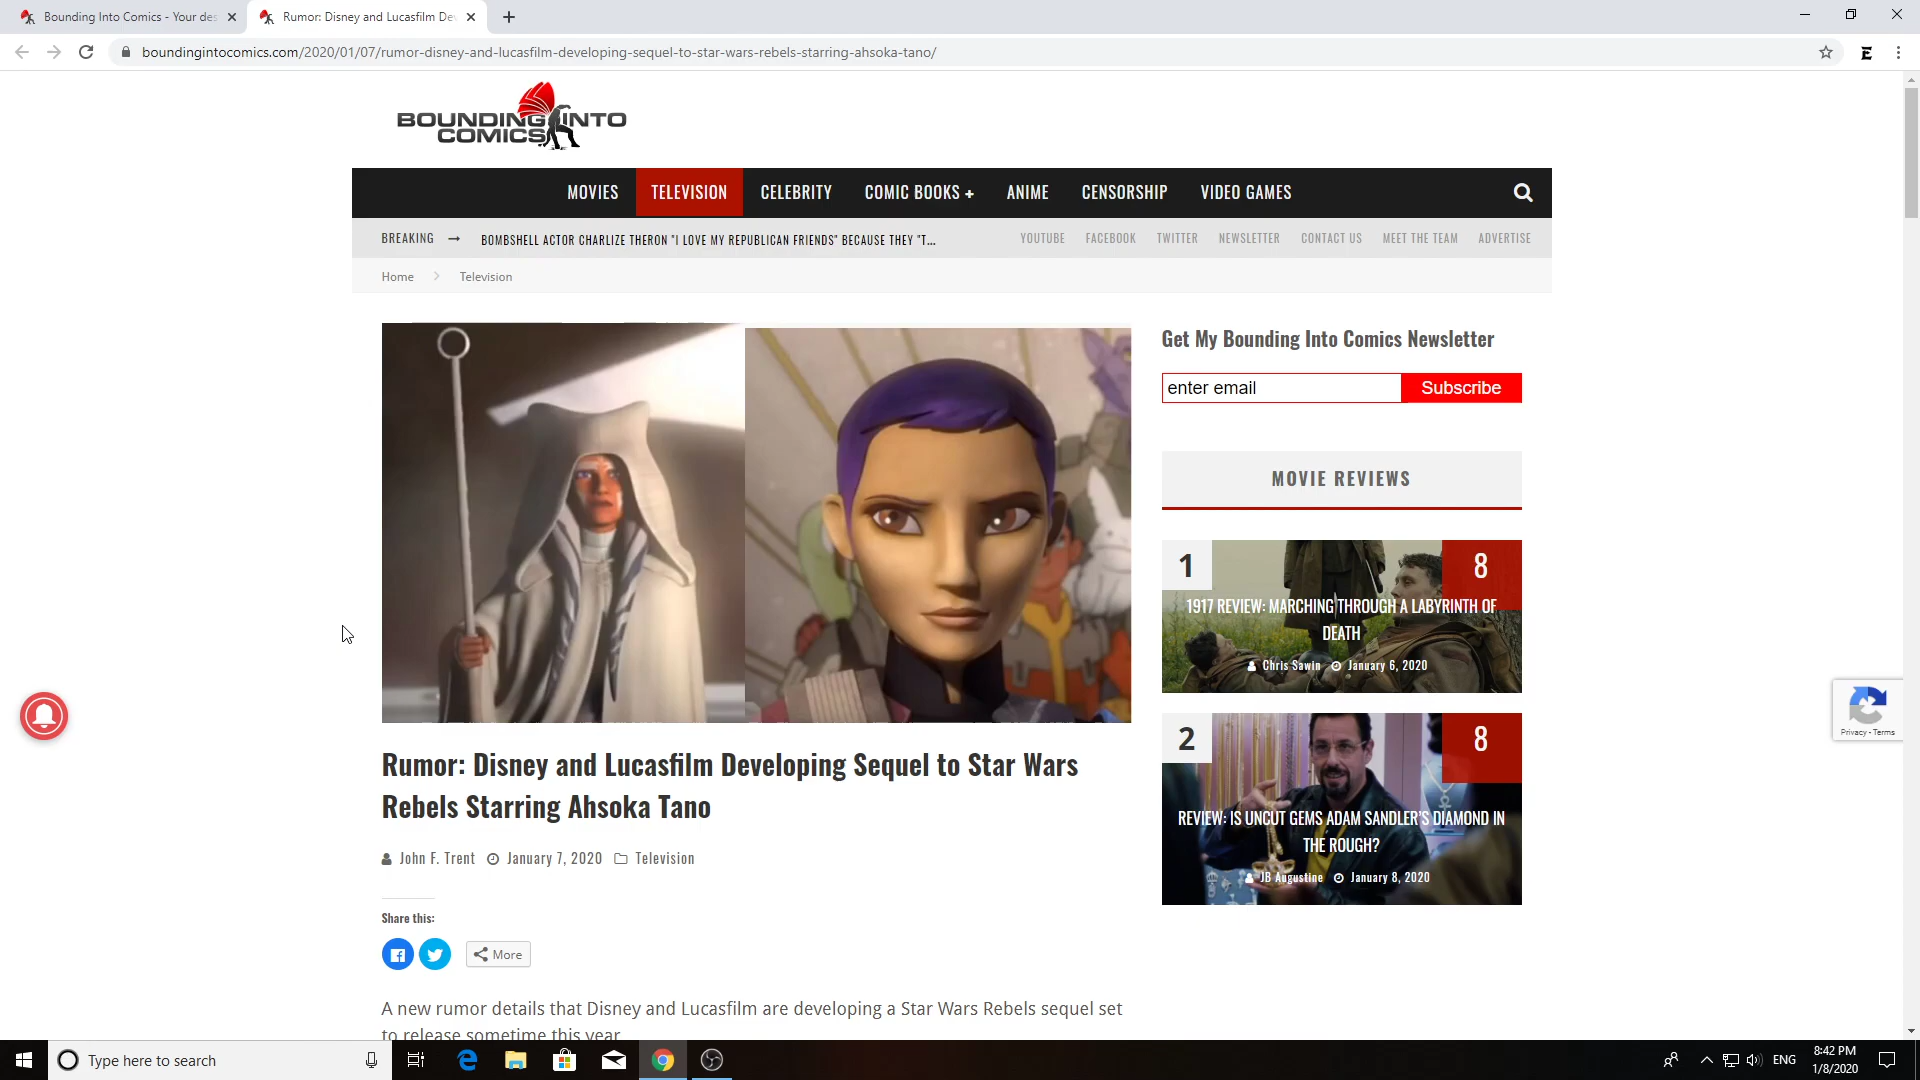 Bounding Into Comics - Your des
Rumor: Disney and Lucasfilm De
boundingintocomics.com/2020/01/07/rumor-disney-and-lucasfilm-developing-sequel-to-star-wars-rebels-starring-ahsoka-tano/
BOUNDING INTO
COMICS
MOVIES TELEVISION CELEBRITY COMIC BOOKS + ANIME CENSORSHIP VIDEO GAMES
BREAKING → BOMBSHELL ACTOR CHARLIZE THERON "I LOVE MY REPUBLICAN FRIENDS" BECAUSE THEY "T... YOUTUBE FACEBOOK TWITTER NEWSLETTER CONTACT US MEET THE TEAM ADVERTISE
Home > Television
Get My Bounding Into Comics Newsletter
enter email Subscribe
MOVIE REVIEWS
1 8
1917 REVIEW: MARCHING THROUGH A LABYRINTH OF
DEATH
Chris Sawin January 6, 2020
2 8
REVIEW: IS UNCUT GEMS ADAM SANDLER'S DIAMOND IN
THE ROUGH?
JB Augustine January 8, 2020
Privacy - Terms
Rumor: Disney and Lucasfilm Developing Sequel to Star Wars
Rebels Starring Ahsoka Tano
John F. Trent January 7, 2020 Television
Share this:
More
A new rumor details that Disney and Lucasfilm are developing a Star Wars Rebels sequel set
to release sometime this year.
Type here to search
ENG
8:42 PM
1/8/2020